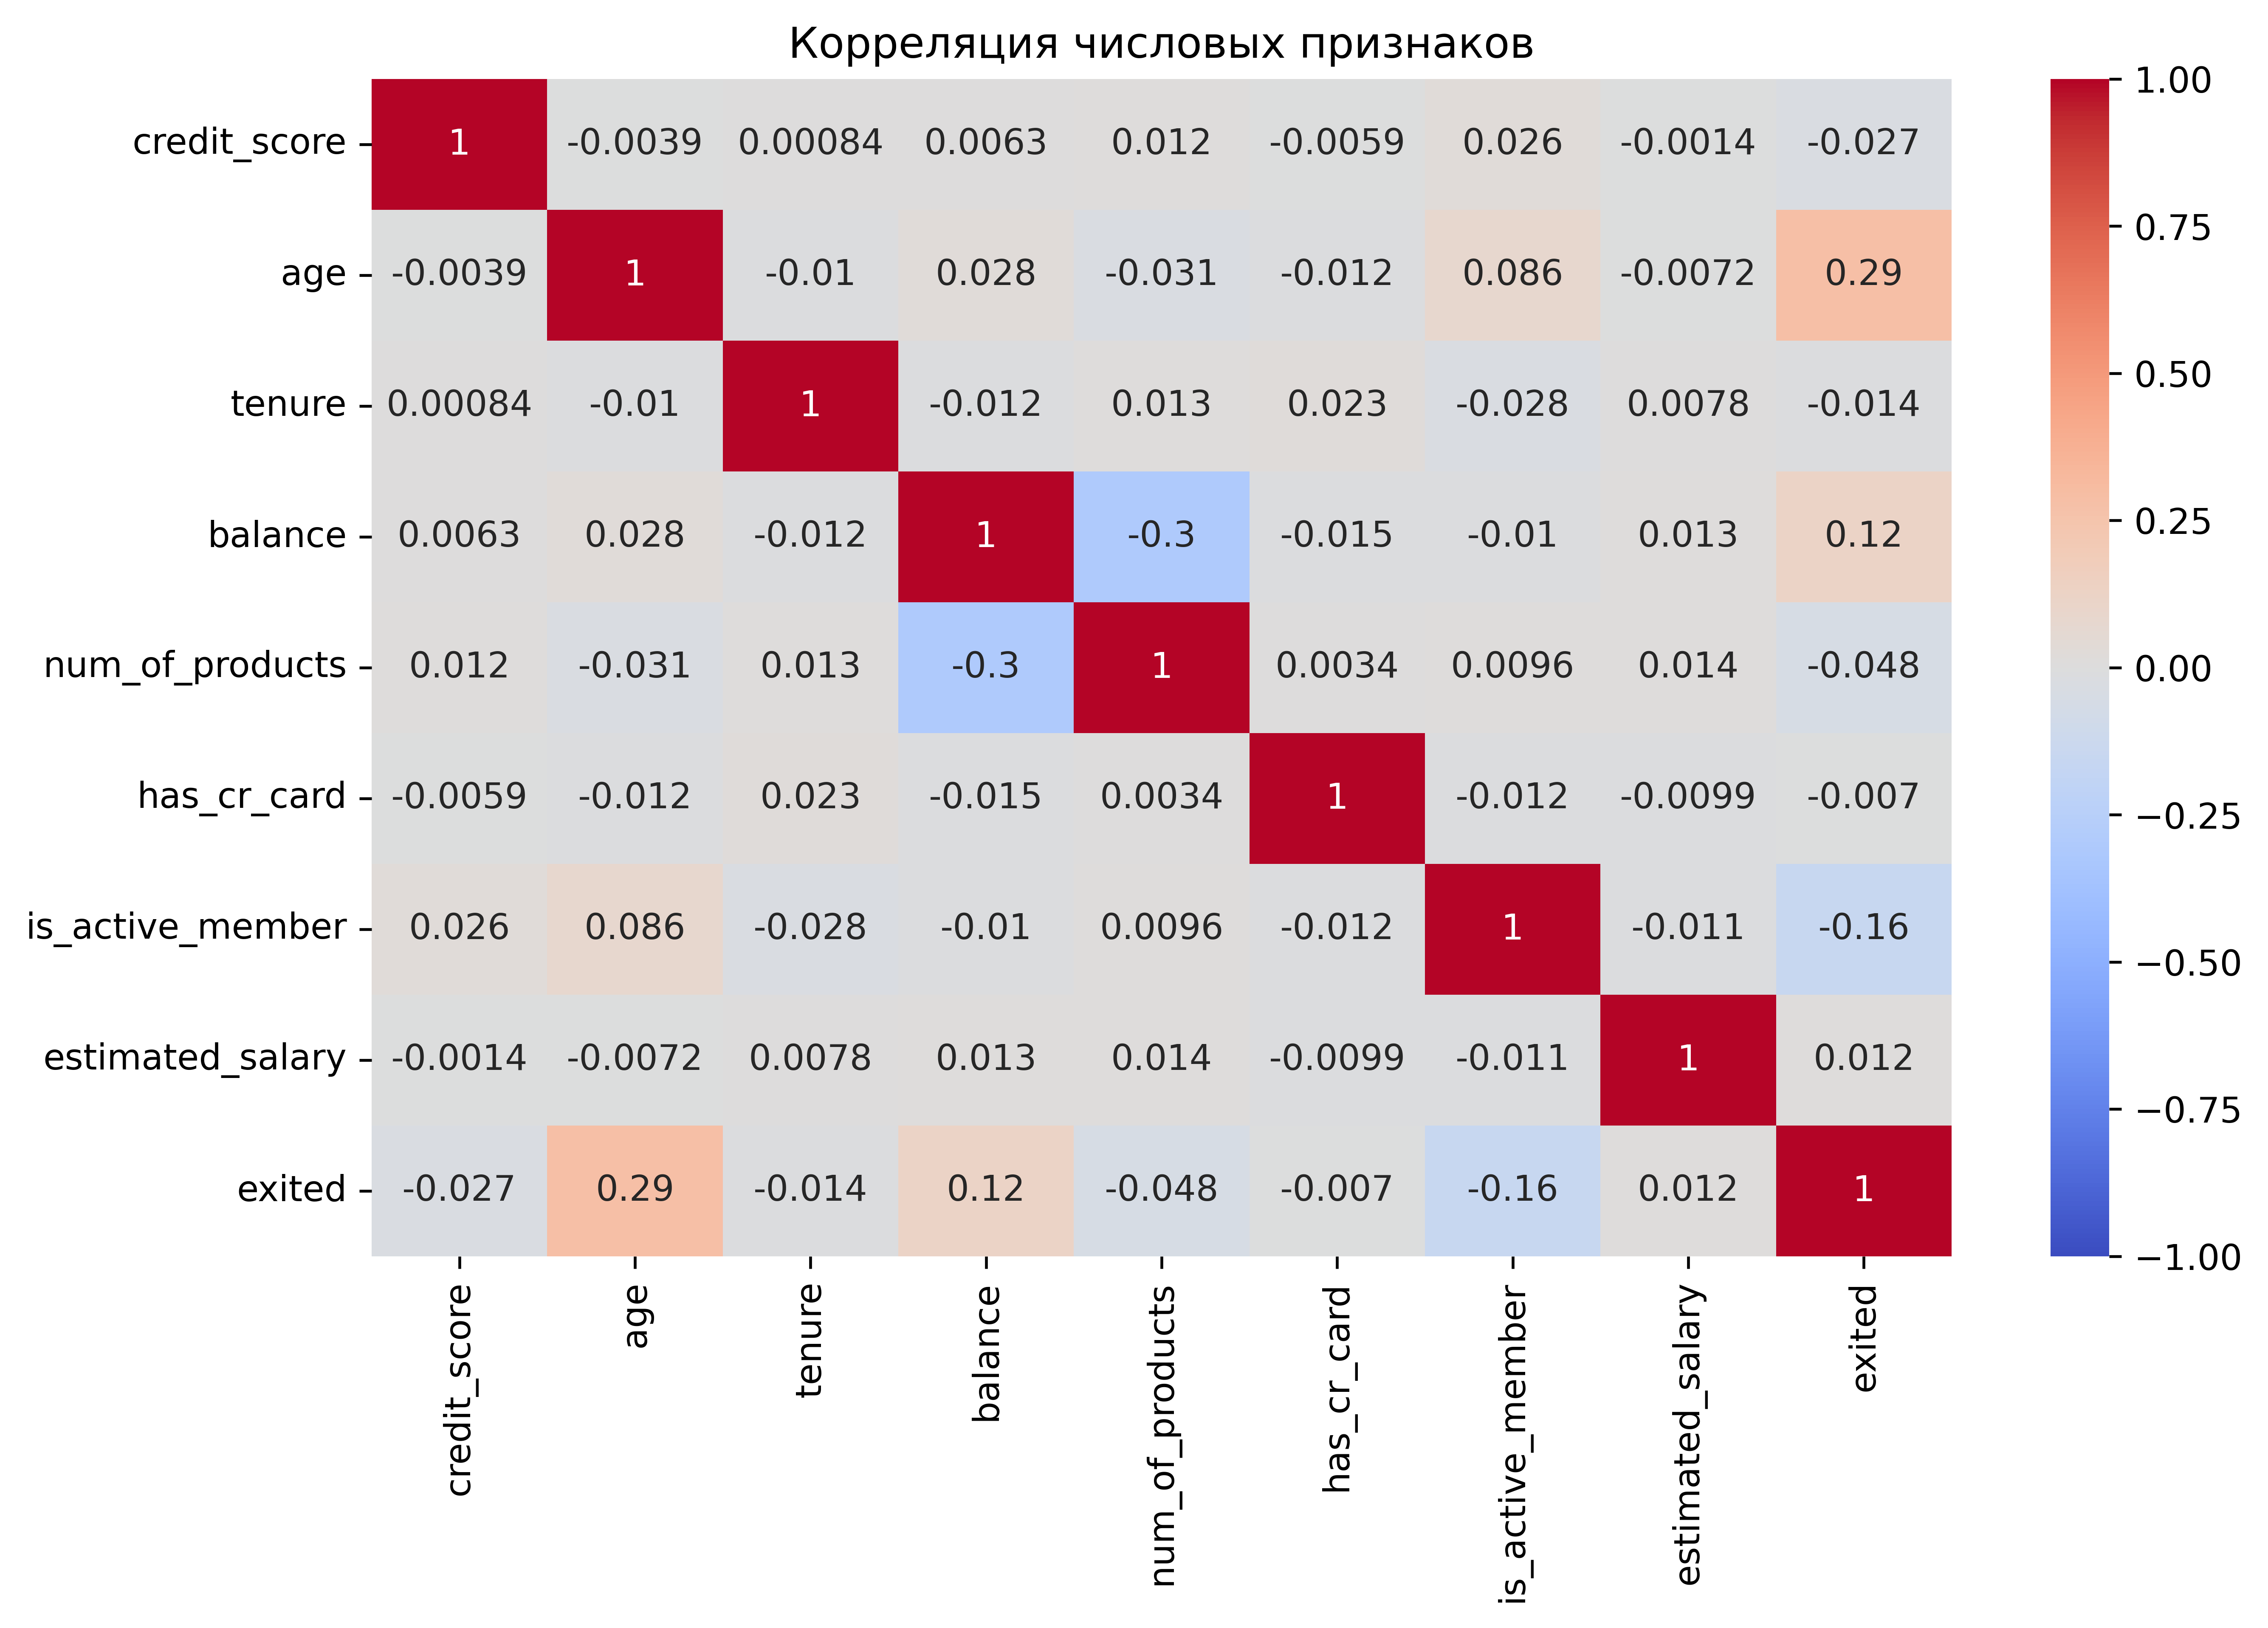 Корреляция числовых признаков
credit_score 1 -0.0039 0.00084 0.0063 0.012 -0.0059 0.026 -0.0014 -0.027
age -0.0039 1 -0.01 0.028 -0.031 -0.012 0.086 -0.0072 0.29
tenure 0.00084 -0.01 1 -0.012 0.013 0.023 -0.028 0.0078 -0.014
balance 0.0063 0.028 -0.012 1 -0.3 -0.015 -0.01 0.013 0.12
num_of_products 0.012 -0.031 0.013 -0.3 1 0.0034 0.0096 0.014 -0.048
has_cr_card -0.0059 -0.012 0.023 -0.015 0.0034 1 -0.012 -0.0099 -0.007
is_active_member 0.026 0.086 -0.028 -0.01 0.0096 -0.012 1 -0.011 -0.16
estimated_salary -0.0014 -0.0072 0.0078 0.013 0.014 -0.0099 -0.011 1 0.012
exited -0.027 0.29 -0.014 0.12 -0.048 -0.007 -0.16 0.012 1
credit_score
age
tenure
balance
num_of_products
has_cr_card
is_active_member
estimated_salary
exited
1.00
0.75
0.50
0.25
0.00
−0.25
−0.50
−0.75
−1.00